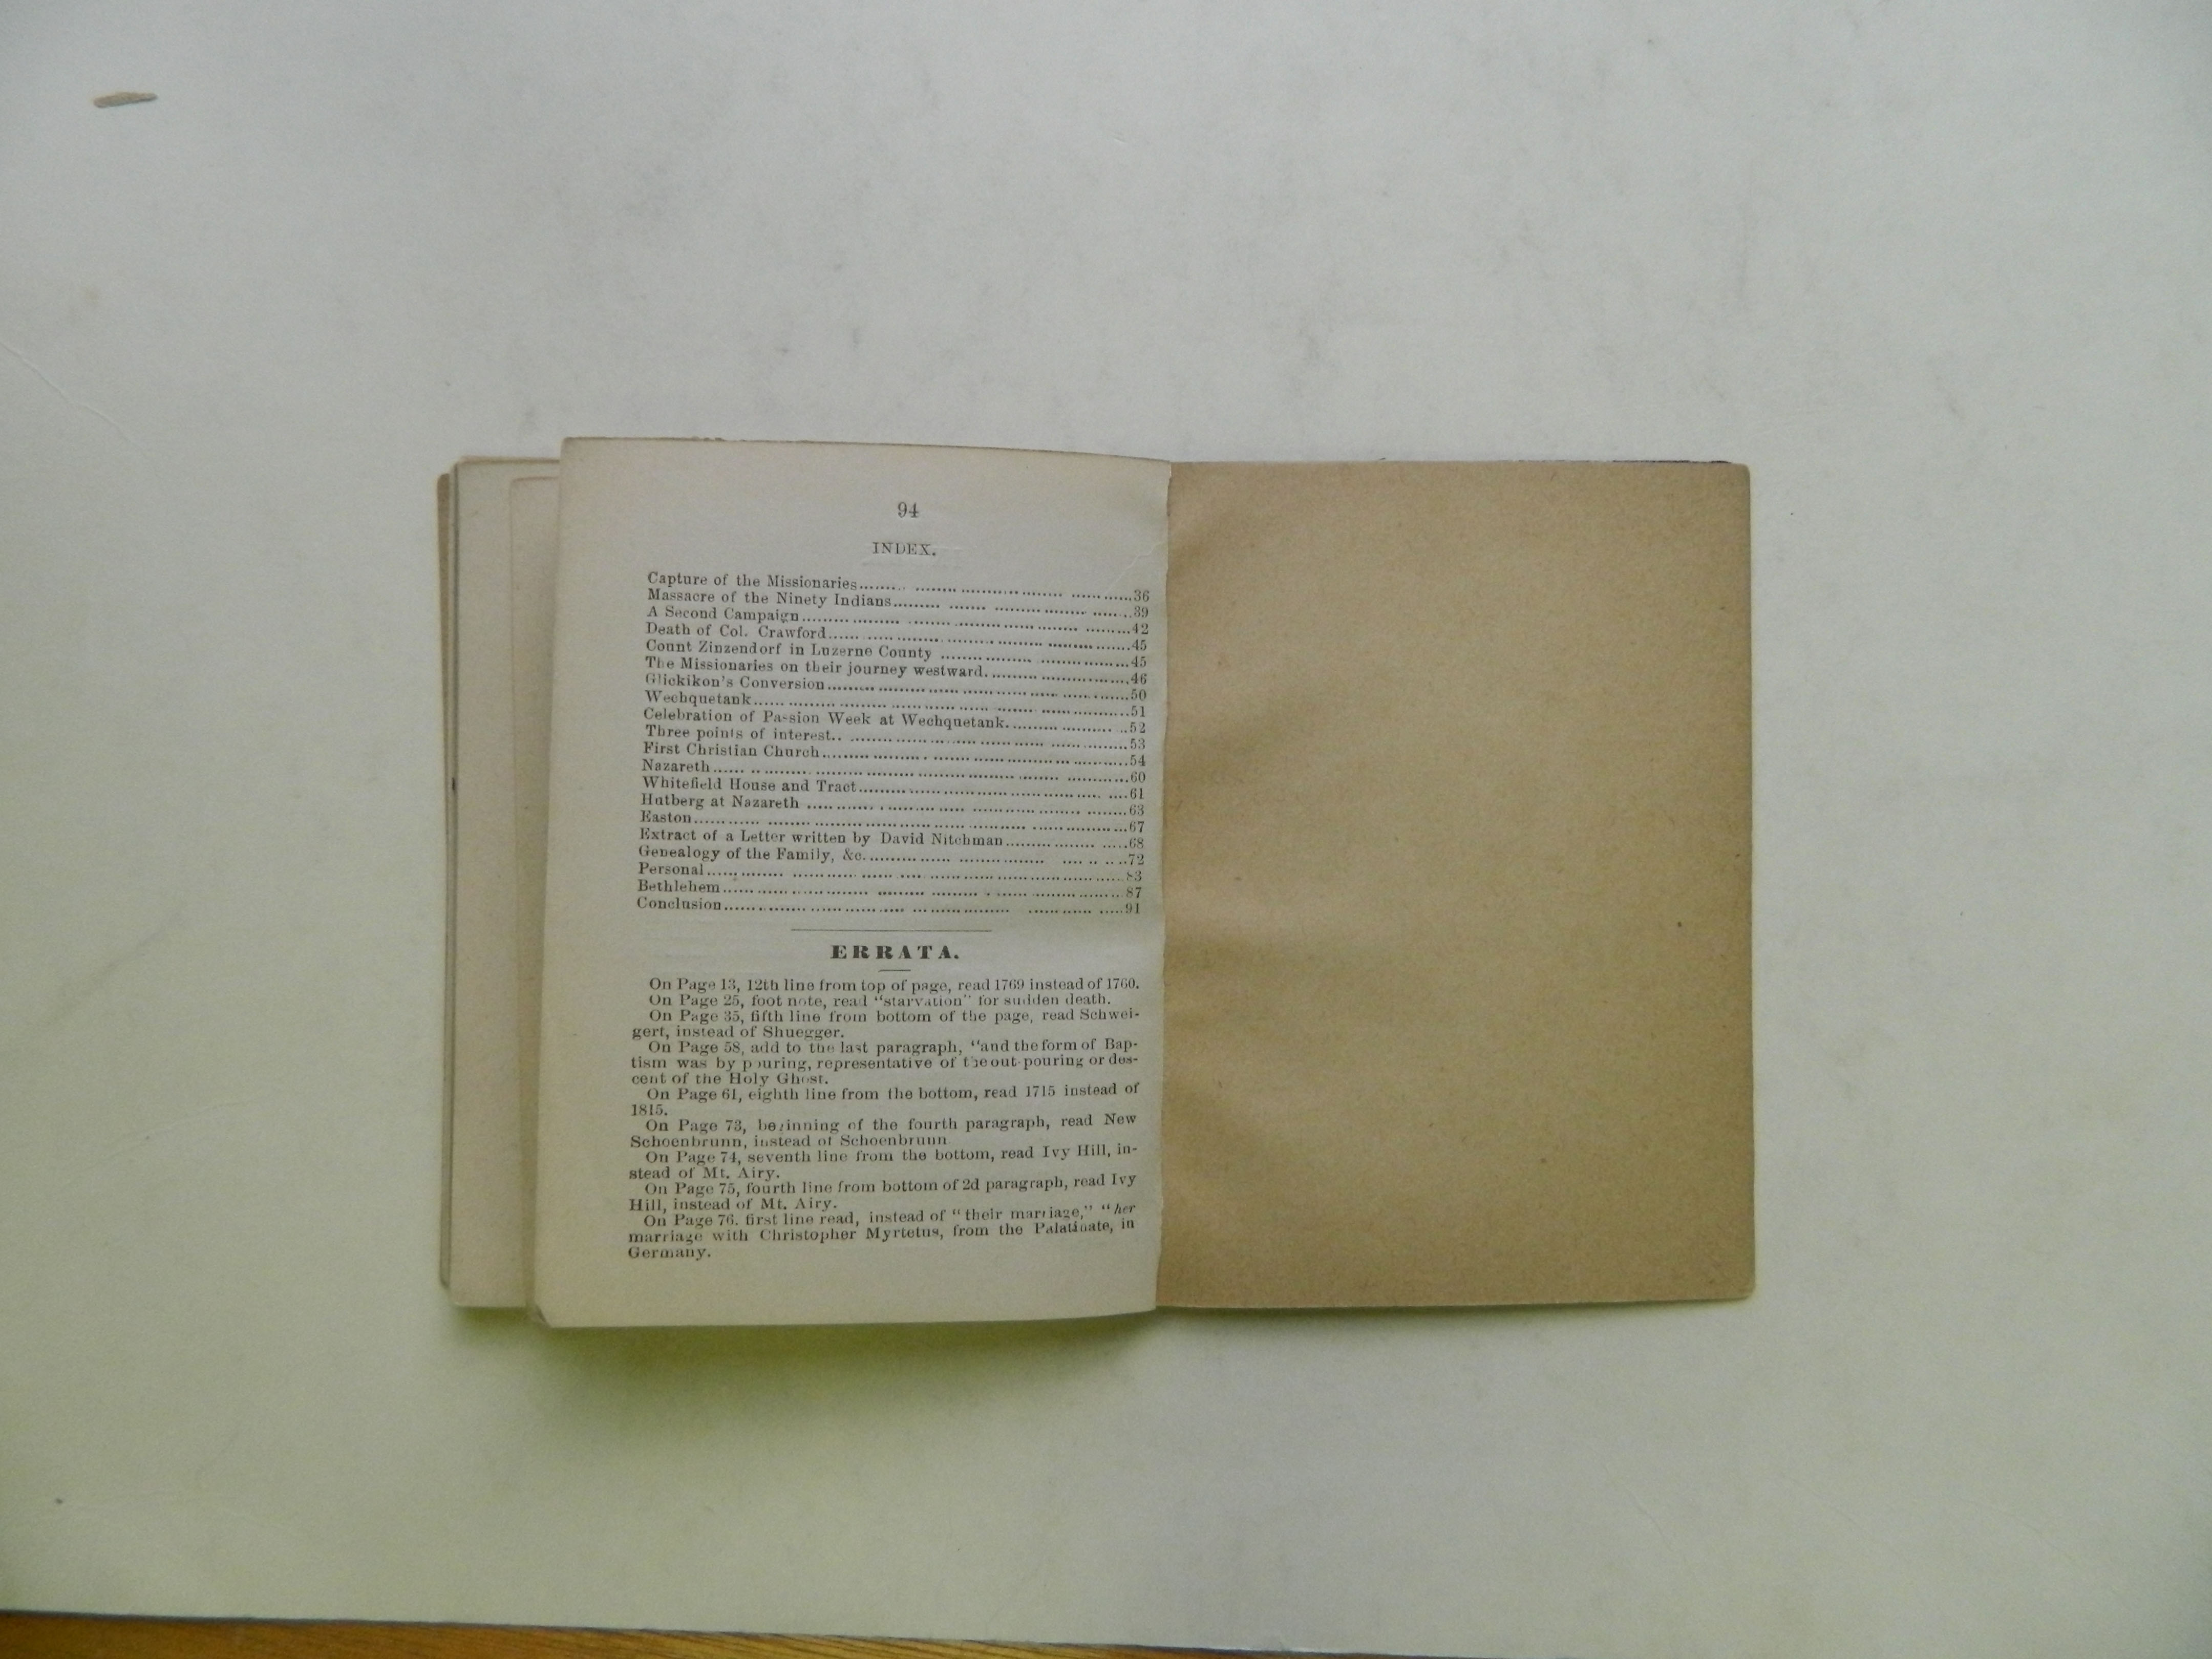 94
INDEX.
Capture of the Missionaries....................36
Massacre of the Ninety Indians....................39
A Second Campaign....................42
Death of Col. Crawford....................45
Count Zinzendorf in Luzerne County....................45
The Missionaries on their journey westward....................46
Glickikon's Conversion....................50
Wechquetank....................51
Celebration of Passion Week at Wechquetank....................52
Three points of interest....................53
First Christian Church....................54
Nazareth....................60
Whitefield House and Tract....................61
Hutberg at Nazareth....................63
Easton....................67
Extract of a Letter written by David Nitchman....................68
Genealogy of the Family, &c.....................72
Personal....................83
Bethlehem....................87
Conclusion....................91
ERRATA.
On Page 13, 12th line from top of page, read 1769 instead of 1760.
On Page 25, foot note, read "starvation" for sudden death.
On Page 35, fifth line from bottom of the page, read Schwei-
gert, instead of Shuegger.
On Page 58, add to the last paragraph, "and the form of Bap-
tism was by pouring, representative of the out-pouring or des-
cent of the Holy Ghost.
On Page 61, eighth line from the bottom, read 1715 instead of
1815.
On Page 73, beginning of the fourth paragraph, read New
Schoenbrunn, instead of Schoenbrunn
On Page 74, seventh line from the bottom, read Ivy Hill, in-
stead of Mt. Airy.
On Page 75, fourth line from bottom of 2d paragraph, read Ivy
Hill, instead of Mt. Airy.
On Page 76. first line read, instead of "their marriage," "her
marriage with Christopher Myrtetus, from the Palatinate, in
Germany.